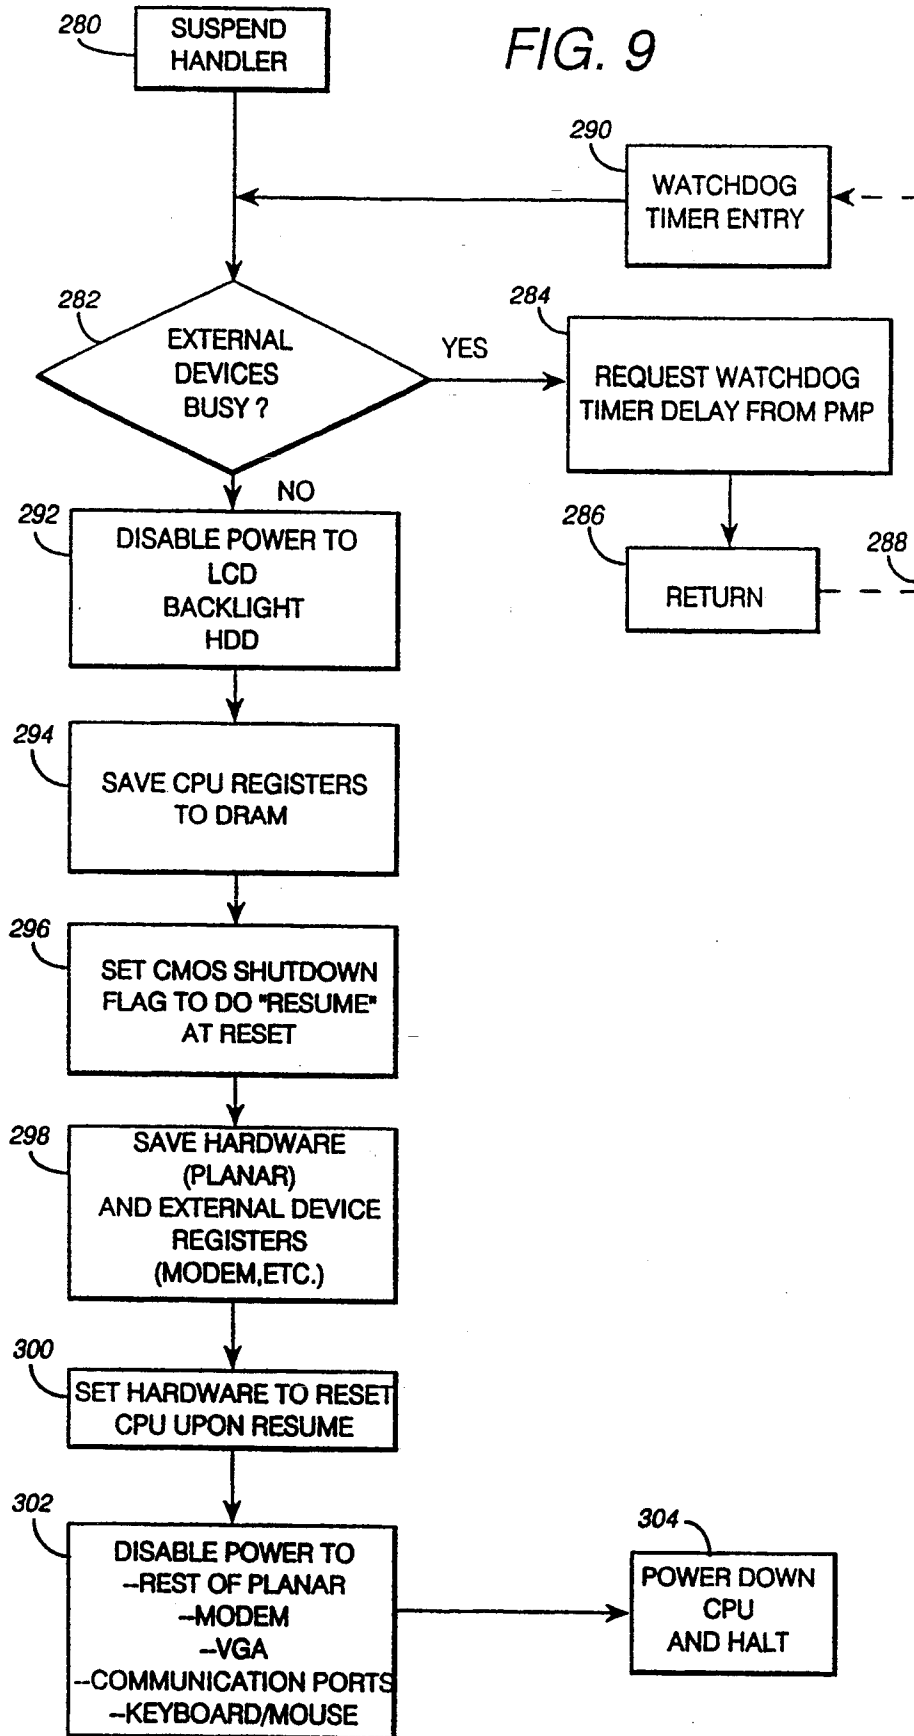 FIG. 9
280
SUSPEND
HANDLER
290
WATCHDOG
TIMER ENTRY
282
EXTERNAL
DEVICES
BUSY ?
YES
284
REQUEST WATCHDOG
TIMER DELAY FROM PMP
NO
286
RETURN
288
292
DISABLE POWER TO
LCD
BACKLIGHT
HDD
294
SAVE CPU REGISTERS
TO DRAM
296
SET CMOS SHUTDOWN
FLAG TO DO "RESUME"
AT RESET
298
SAVE HARDWARE
(PLANAR)
AND EXTERNAL DEVICE
REGISTERS
(MODEM,ETC.)
300
SET HARDWARE TO RESET
CPU UPON RESUME
302
DISABLE POWER TO
--REST OF PLANAR
--MODEM
--VGA
--COMMUNICATION PORTS
--KEYBOARD/MOUSE
304
POWER DOWN
CPU
AND HALT